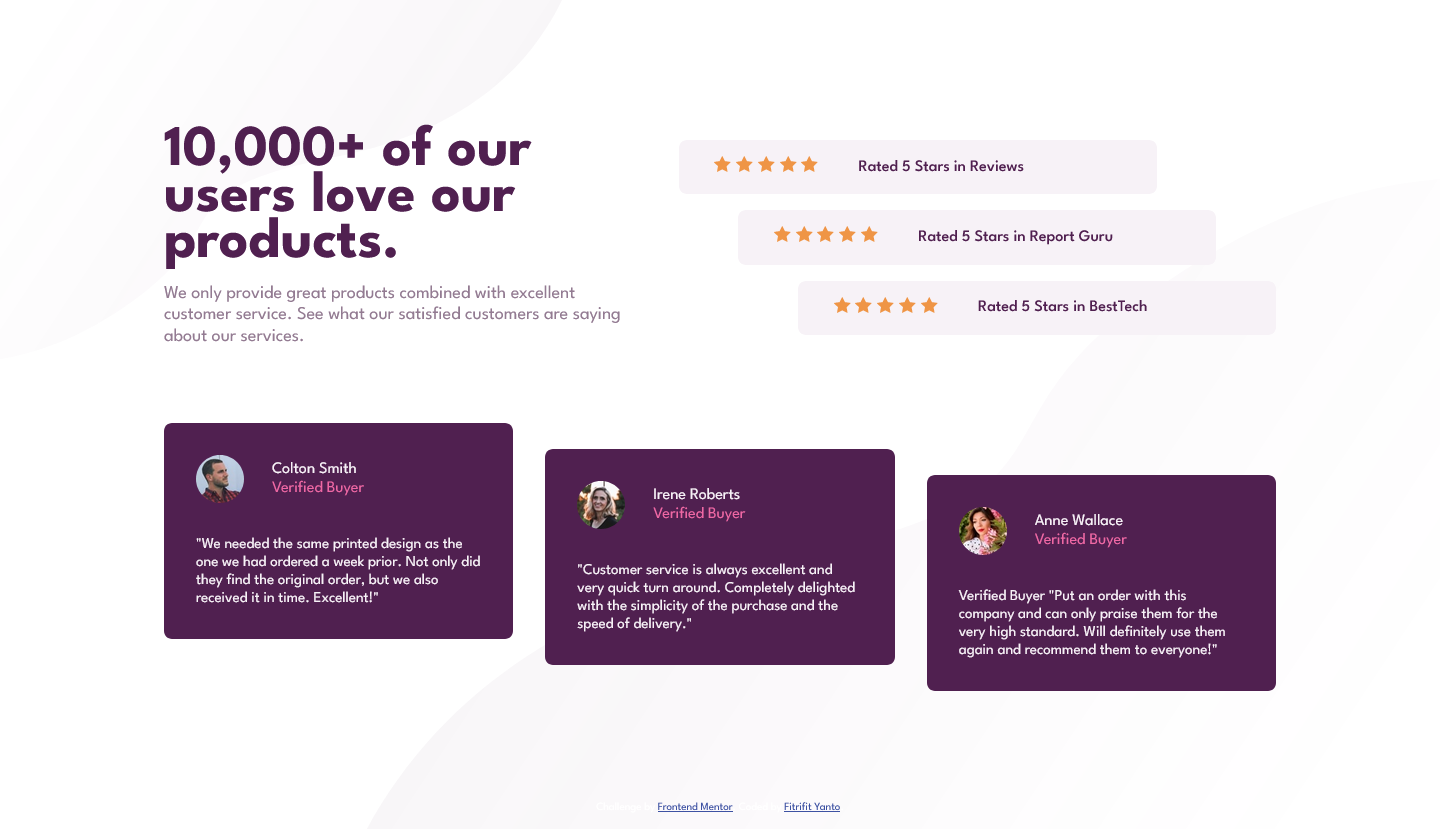 10,000+ of our
users love our
products.
We only provide great products combined with excellent
customer service. See what our satisfied customers are saying
about our services.
Rated 5 Stars in Reviews
Rated 5 Stars in Report Guru
Rated 5 Stars in BestTech
Colton Smith
Verified Buyer
"We needed the same printed design as the
one we had ordered a week prior. Not only did
they find the original order, but we also
received it in time. Excellent!"
Irene Roberts
Verified Buyer
"Customer service is always excellent and
very quick turn around. Completely delighted
with the simplicity of the purchase and the
speed of delivery."
Anne Wallace
Verified Buyer
Verified Buyer "Put an order with this
company and can only praise them for the
very high standard. Will definitely use them
again and recommend them to everyone!"
Frontend Mentor Fitrifit Yanto